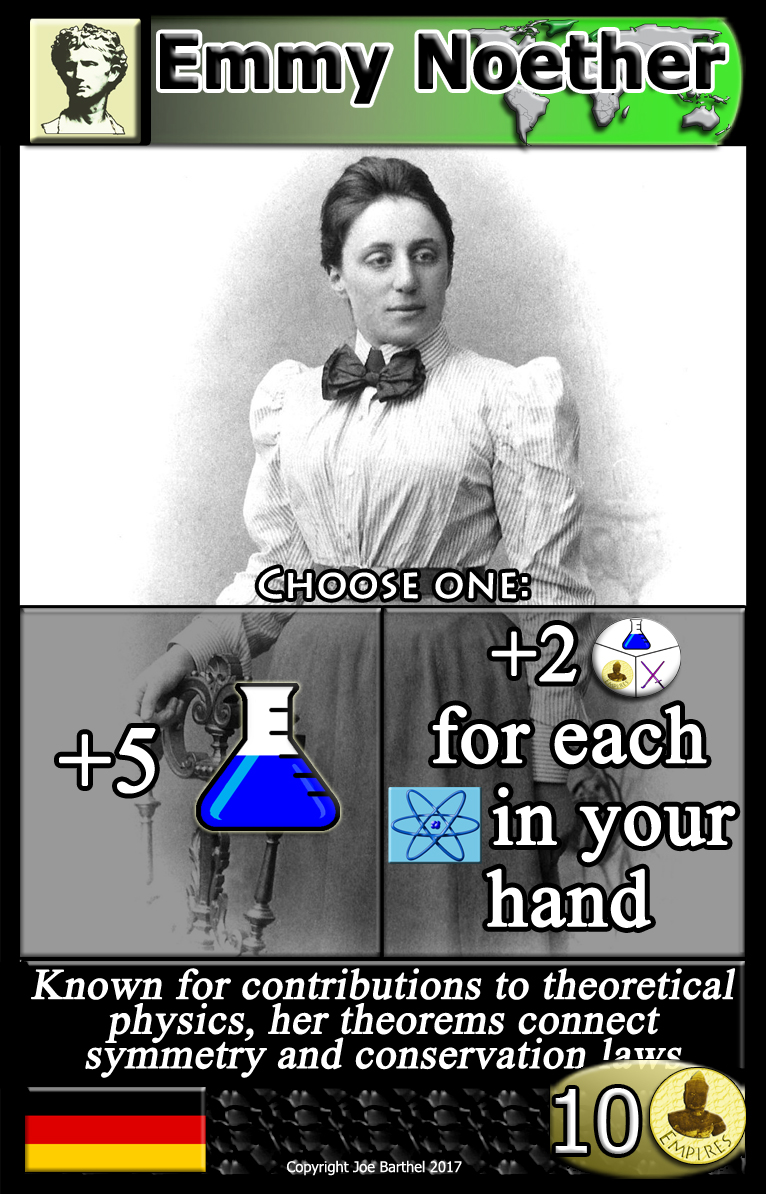 Emmy Noether
CHOOSE ONE:
+5
+2
for each
in your
hand
Known for contributions to theoretical
physics, her theorems connect
symmetry and conservation laws
10
EMPIRES
Copyright Joe Barthel 2017